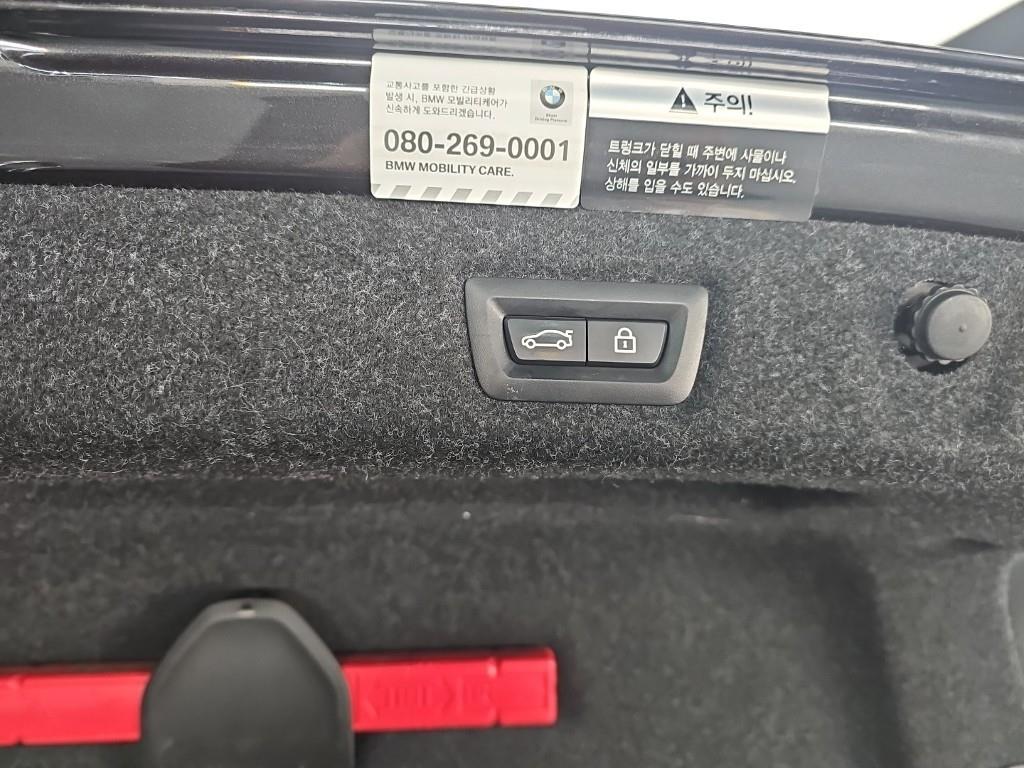 교통사고를 포함한 긴급상황
발생 시, BMW 모빌리티케어가
신속하게 도와드리겠습니다.
080-269-0001
BMW MOBILITY CARE.
주의!
트렁크가 닫힐 때 주변에 사물이나
신체의 일부를 가까이 두지 마십시오.
상해를 입을 수도 있습니다.